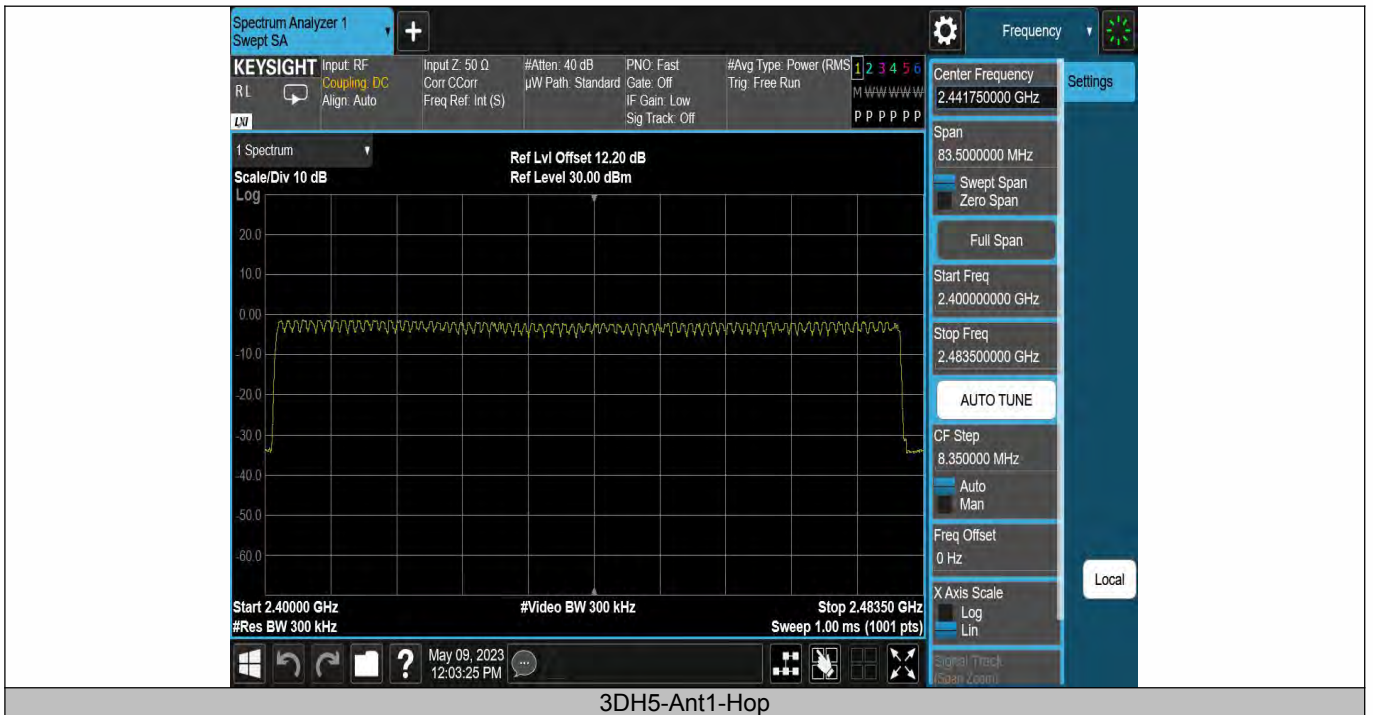 Spectrum Analyzer 1
Swept SA
+
Frequency
KEYSIGHT
RL
LXI
Input: RF
Coupling: DC
Align: Auto
Input Z: 50 Ω
Corr CCorr
Freq Ref: Int (S)
#Atten: 40 dB
µW Path: Standard
PNO: Fast
Gate: Off
IF Gain: Low
Sig Track: Off
#Avg Type: Power (RMS
Trig: Free Run
1 2 3 4 5 6
M W W W W W
P P P P P P
1 Spectrum
Scale/Div 10 dB
Ref Lvl Offset 12.20 dB
Ref Level 30.00 dBm
Log
20.0
10.0
0.00
-10.0
-20.0
-30.0
-40.0
-50.0
-60.0
Start 2.40000 GHz
#Video BW 300 kHz
Stop 2.48350 GHz
#Res BW 300 kHz
Sweep 1.00 ms (1001 pts)
Center Frequency
2.441750000 GHz
Settings
Span
83.5000000 MHz
Swept Span
Zero Span
Full Span
Start Freq
2.400000000 GHz
Stop Freq
2.483500000 GHz
AUTO TUNE
CF Step
8.350000 MHz
Auto
Man
Freq Offset
0 Hz
X Axis Scale
Log
Lin
Signal Track
(Span Zoom)
Local
?
May 09, 2023
12:03:25 PM
3DH5-Ant1-Hop